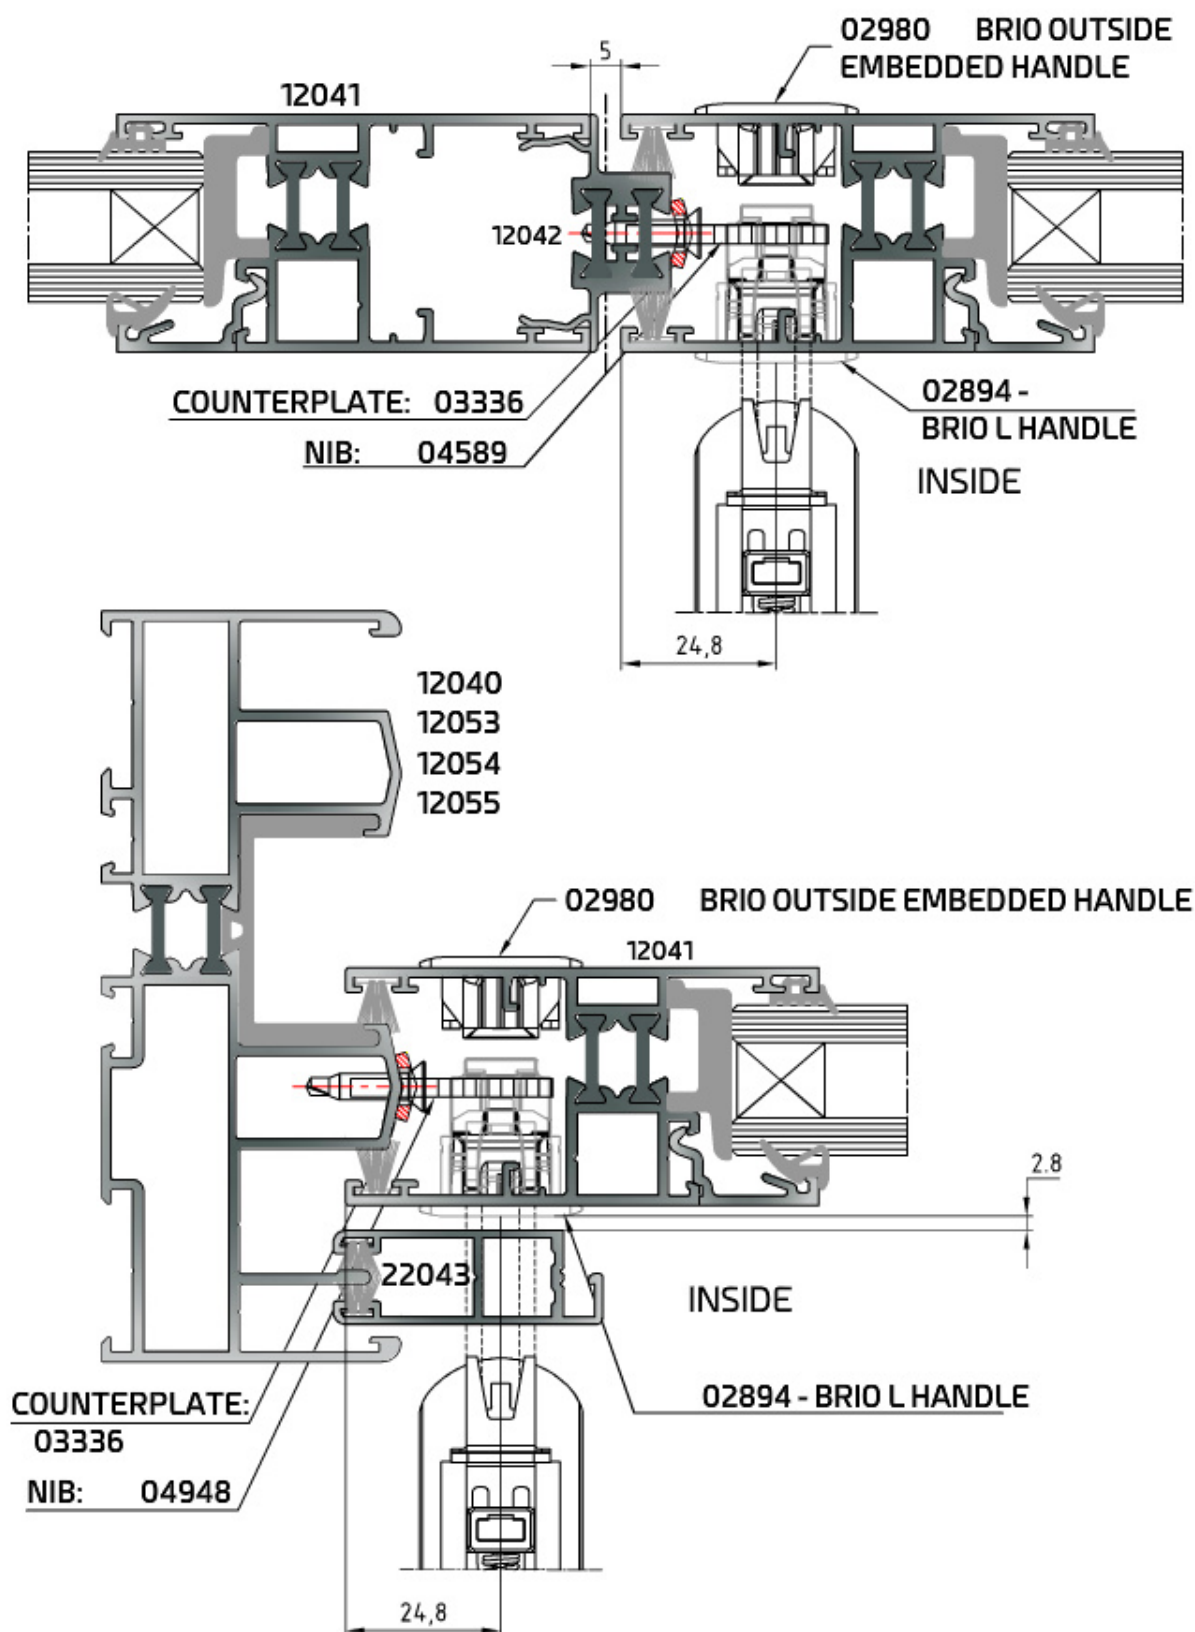 02980 BRIO OUTSIDE
EMBEDDED HANDLE
5
12041
12042
COUNTERPLATE: 03336
NIB: 04589
02894 -
BRIO L HANDLE
INSIDE
24,8
12040
12053
12054
12055
02980 BRIO OUTSIDE EMBEDDED HANDLE
12041
2.8
22043
INSIDE
COUNTERPLATE:
03336
02894 - BRIO L HANDLE
NIB: 04948
24,8